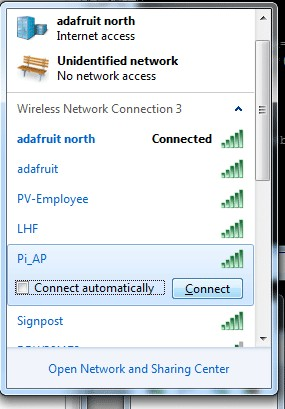 adafruit north
Internet access
Unidentified network
No network access
Wireless Network Connection 3
adafruit north Connected
adafruit
PV-Employee
LHF
Pi_AP
Connect automatically Connect
Signpost
Open Network and Sharing Center